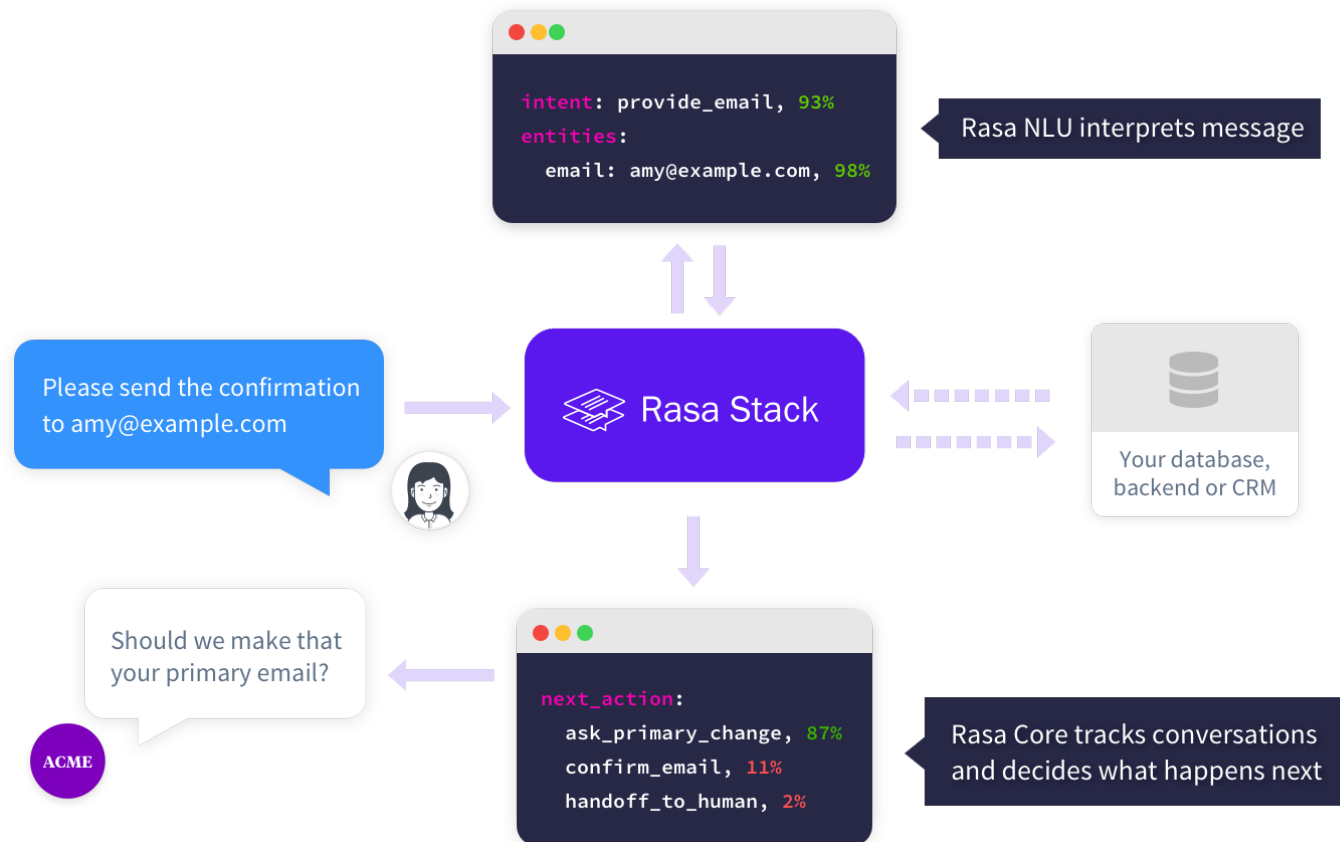 intent: provide_email, 93%
entities:
email: amy@example.com, 98%
Rasa NLU interprets message
Please send the confirmation
to amy@example.com
Rasa Stack
Your database,
backend or CRM
Should we make that
your primary email?
ACME
next_action:
ask_primary_change, 87%
confirm_email, 11%
handoff_to_human, 2%
Rasa Core tracks conversations
and decides what happens next